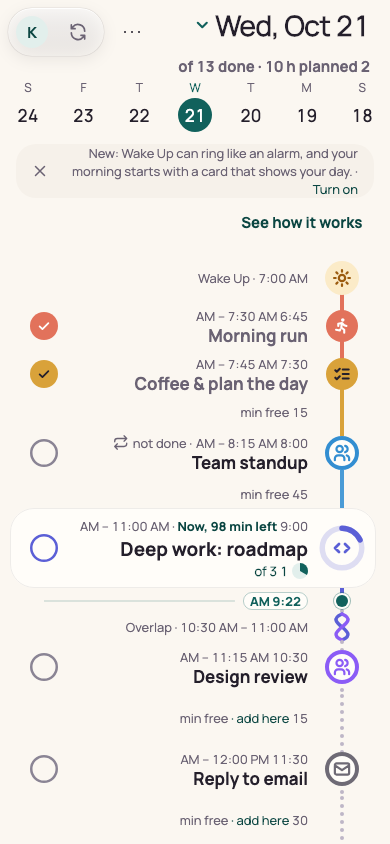 K
...
Wed, Oct 21
of 13 done · 10 h planned 2
S F T W T M S
24 23 22 21 20 19 18
New: Wake Up can ring like an alarm, and your
morning starts with a card that shows your day. ·
Turn on
See how it works
Wake Up · 7:00 AM
AM – 7:30 AM 6:45
Morning run
AM – 7:45 AM 7:30
Coffee & plan the day
min free 15
not done · AM – 8:15 AM 8:00
Team standup
min free 45
AM – 11:00 AM · Now, 98 min left 9:00
Deep work: roadmap
of 3 1
AM 9:22
Overlap · 10:30 AM – 11:00 AM
AM – 11:15 AM 10:30
Design review
min free · add here 15
AM – 12:00 PM 11:30
Reply to email
min free · add here 30